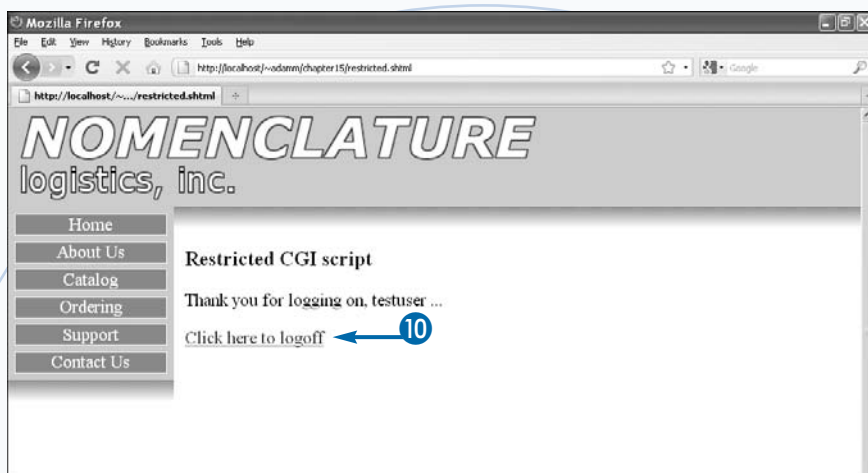 Mozilla Firefox
File Edit View History Bookmarks Tools Help
http://localhost/~adamm/chapter15/restricted.shtml
Google
http://localhost/~.../restricted.shtml
NOMENCLATURE
logistics, inc.
Home
About Us
Catalog
Ordering
Support
Contact Us
Restricted CGI script
Thank you for logging on, testuser ...
Click here to logoff
10